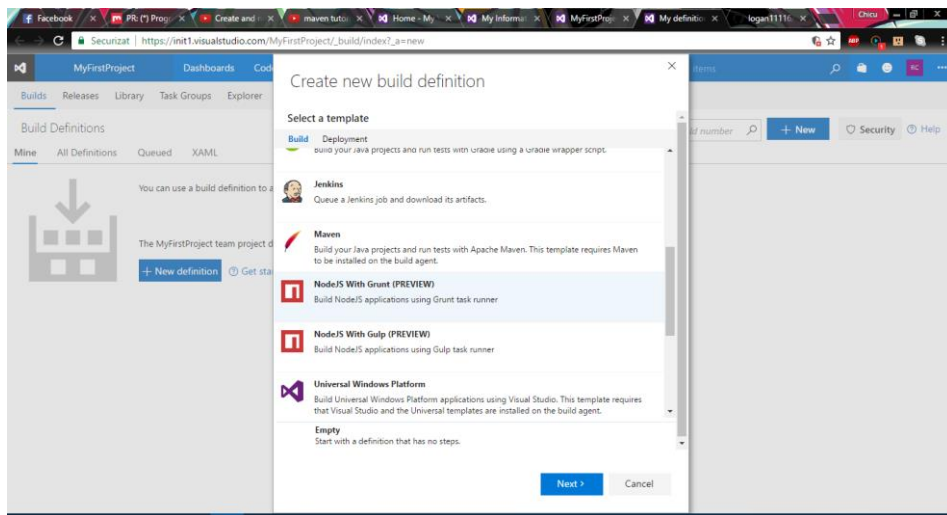 Facebook
PR: (*) Progr
Create and r
maven tutor
Home - My
My Informat
MyFirstProje
My definitio
logan11116
Chicu
Securizat
https://init1.visualstudio.com/MyFirstProject/_build/index?_a=new
MyFirstProject
Dashboards
Cod
items
Builds
Releases
Library
Task Groups
Explorer
Build Definitions
Mine
All Definitions
Queued
XAML
+ New
Security
Help
You can use a build definition to a
The MyFirstProject team project d
+ New definition
Get sta
Create new build definition
Select a template
Build
Deployment
Build your Java projects and run tests with Gradle using a Gradle wrapper script.
Jenkins
Queue a Jenkins job and download its artifacts.
Maven
Build your Java projects and run tests with Apache Maven. This template requires Maven
to be installed on the build agent.
NodeJS With Grunt (PREVIEW)
Build NodeJS applications using Grunt task runner
NodeJS With Gulp (PREVIEW)
Build NodeJS applications using Gulp task runner
Universal Windows Platform
Build Universal Windows Platform applications using Visual Studio. This template requires
that Visual Studio and the Universal templates are installed on the build agent.
Empty
Start with a definition that has no steps.
Next >
Cancel